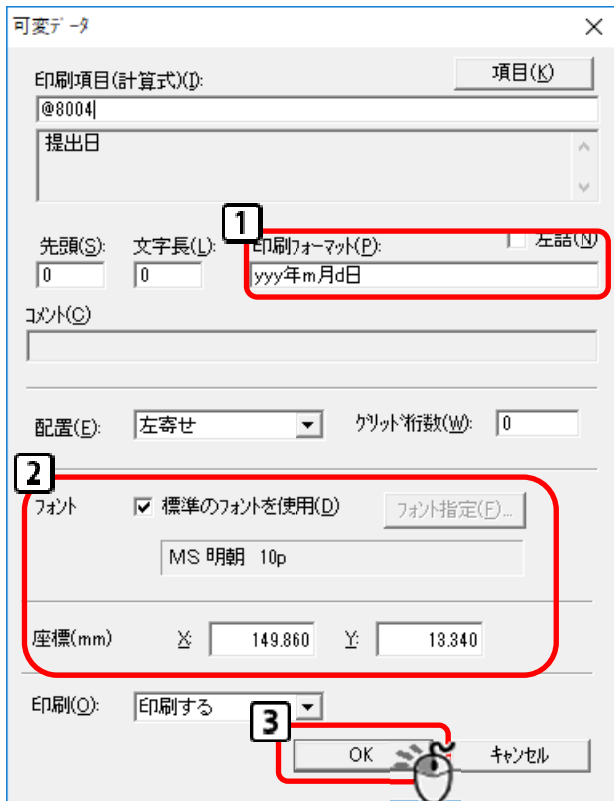 可変ﾃﾞｰﾀ
印刷項目(計算式)(I): 項目(K)
@8004
提出日
1
先頭(S): 文字長(L): 印刷ﾌｫｰﾏｯﾄ(P): 左詰(N)
0 0 yyy年m月d日
ｺﾒﾝﾄ(C)
配置(E): 左寄せ ｸﾞﾘｯﾄﾞ桁数(W): 0
2
ﾌｫﾝﾄ 標準のﾌｫﾝﾄを使用(D) ﾌｫﾝﾄ指定(F)...
MS 明朝 10p
座標(mm) X: 149.860 Y: 13.340
印刷(O): 印刷する
3
OK ｷｬﾝｾﾙ